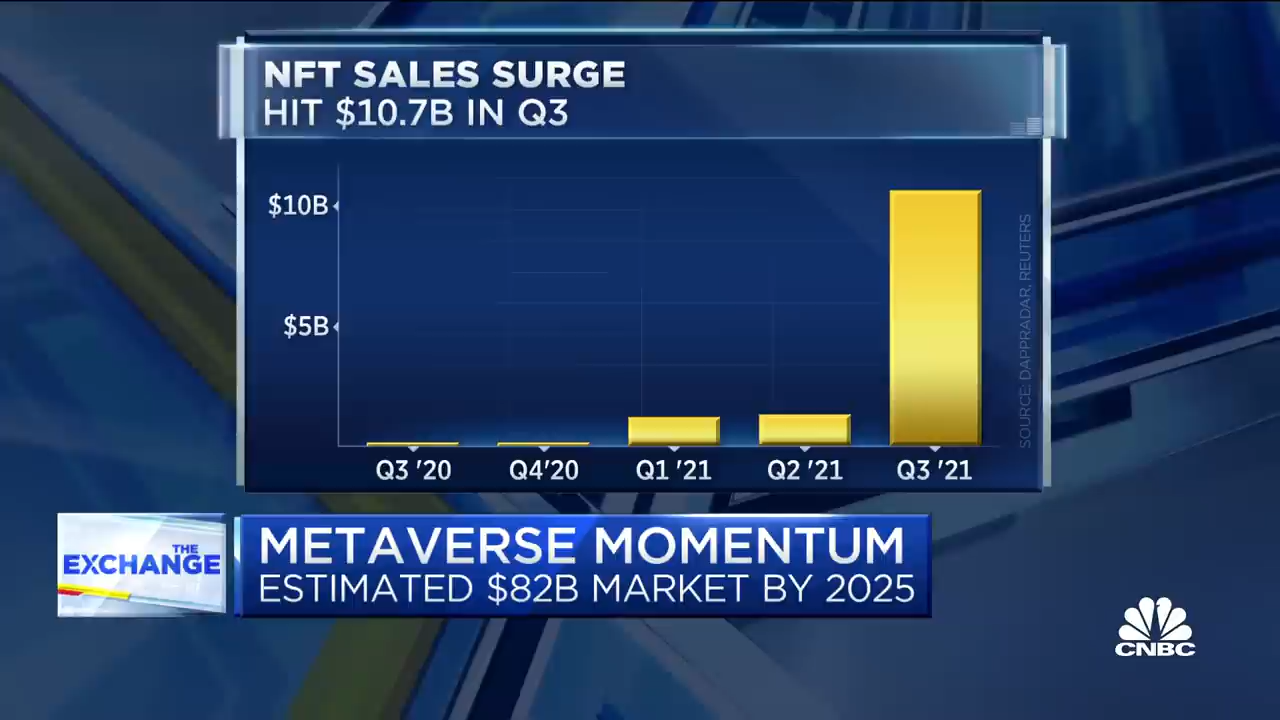 NFT SALES SURGE
HIT $10.7B IN Q3
$10B
$5B
Q3 '20
Q4'20
Q1 '21
Q2 '21
Q3 '21
SOURCE: DAPPRADAR, REUTERS
THE
EXCHANGE
METAVERSE MOMENTUM
ESTIMATED $82B MARKET BY 2025
CNBC